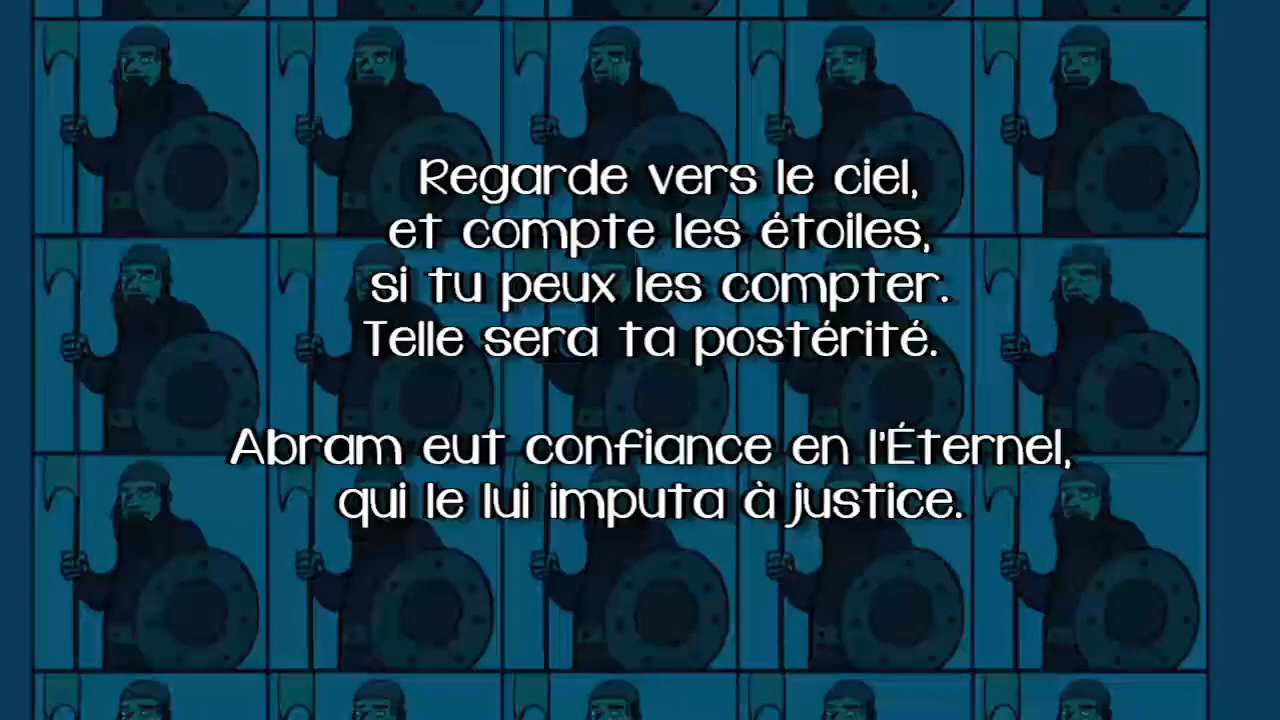 Regarde vers le ciel,
et compte les étoiles,
si tu peux les compter.
Telle sera ta postérité.
Abram eut confiance en l'Éternel,
qui le lui imputa à justice.